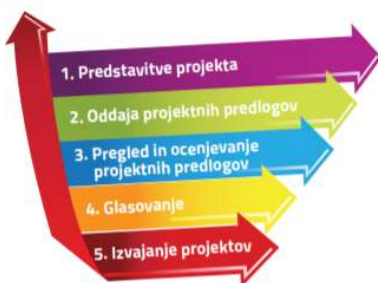 1. Predstavitve projekta
2. Oddaja projektnih predlogov
3. Pregled in ocenjevanje
projektnih predlogov
4. Glasovanje
5. Izvajanje projektov